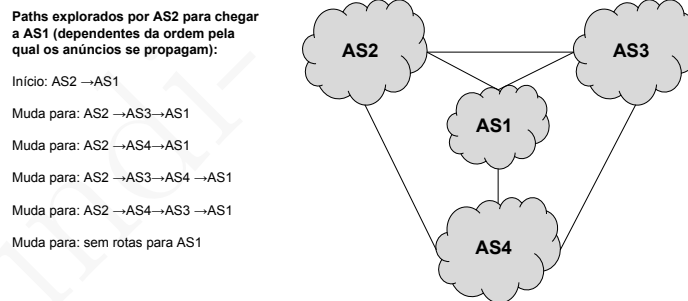 Paths explorados por AS2 para chegar
a AS1 (dependentes da ordem pela
qual os anúncios se propagam):
Início: AS2 →AS1
Muda para: AS2 →AS3→AS1
Muda para: AS2 →AS4→AS1
Muda para: AS2 →AS3→AS4 →AS1
Muda para: AS2 →AS4→AS3 →AS1
Muda para: sem rotas para AS1
AS2
AS3
AS1
AS4